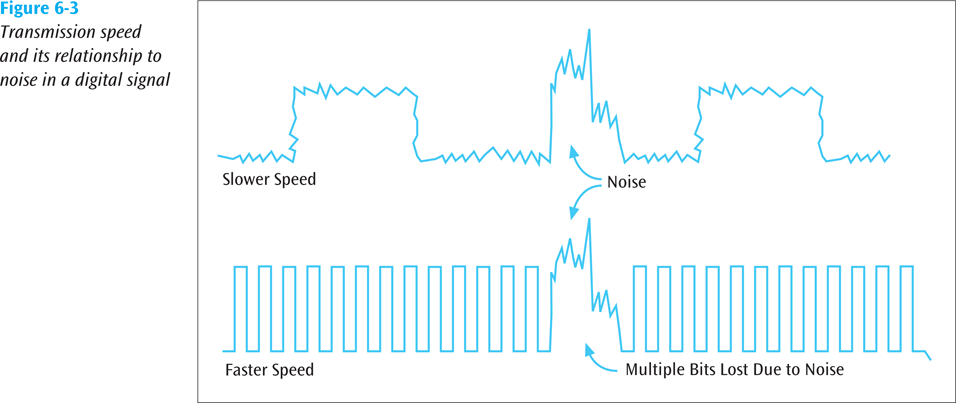 Figure 6-3
Transmission speed
and its relationship to
noise in a digital signal
Slower Speed
Noise
Faster Speed
Multiple Bits Lost Due to Noise